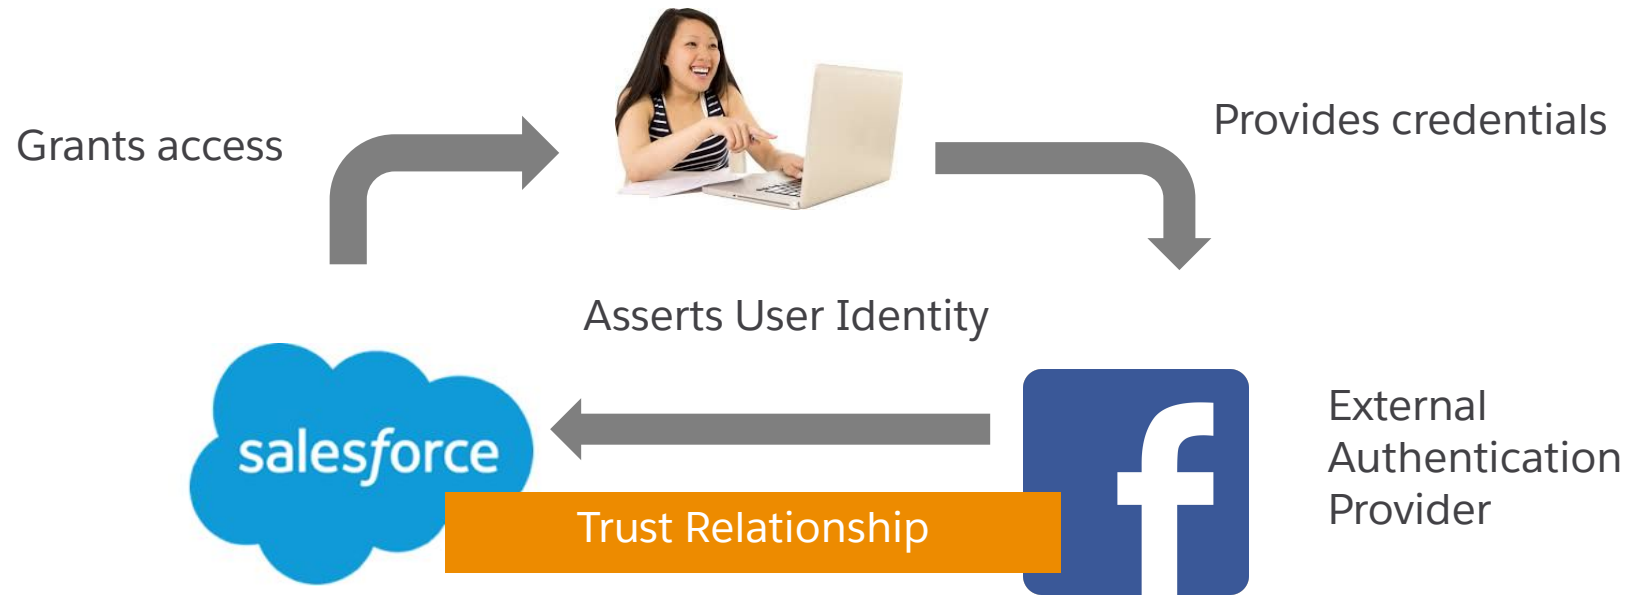 Grants access
Provides credentials
Asserts User Identity
salesforce
f
External
Authentication
Provider
Trust Relationship